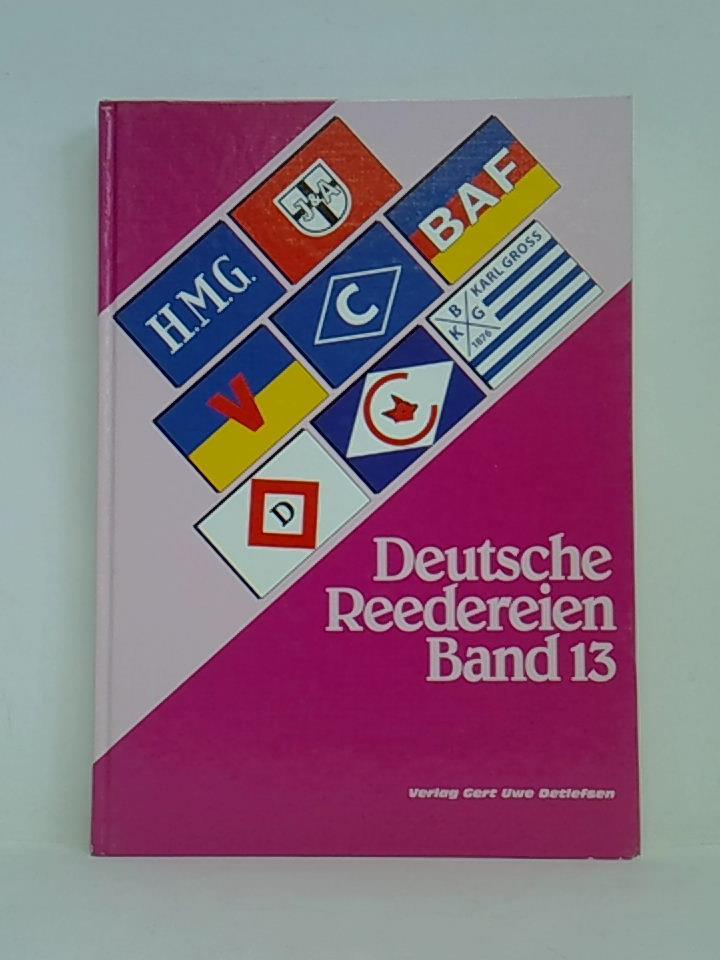 J&A
BAF
H.M.G.
C
B K G
KARL GROSS
1876
V
C
D
Deutsche
Reedereien
Band 13
Verlag Gert Uwe Detlefsen